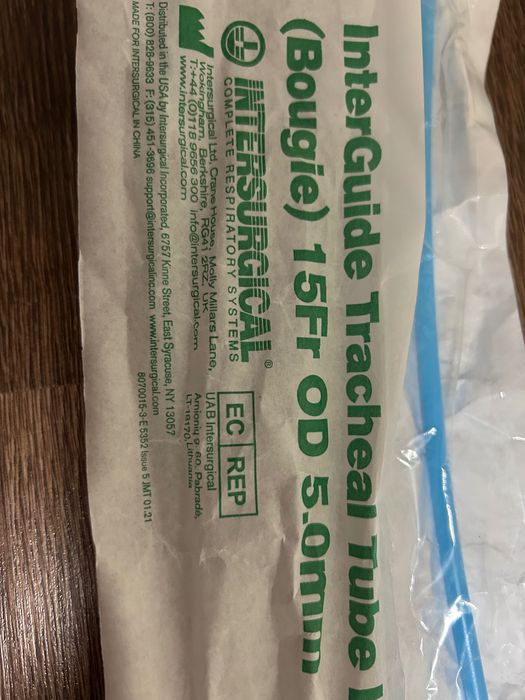 InterGuide Tracheal Tube
(Bougie) 15Fr OD 5.0mm
INTERSURGICAL®
COMPLETE RESPIRATORY SYSTEMS
Intersurgical Ltd, Crane House, Molly Millars Lane,
Wokingham, Berkshire, RG41 2RZ, UK
T:+44 (0)118 9656 300 info@intersurgical.com
www.intersurgical.com
EC REP
UAB Intersurgical
Arnionių g. 60, Pabradė,
LT-18170, Lithuania
Distributed in the USA by Intersurgical Incorporated, 6757 Kinne Street, East Syracuse, NY 13057
T: (800) 828-9633 F: (315) 451-3696 support@intersurgicalinc.com www.intersurgical.com
MADE FOR INTERSURGICAL IN CHINA
8070015-3-E 5352 Issue 5 JMT 01.21